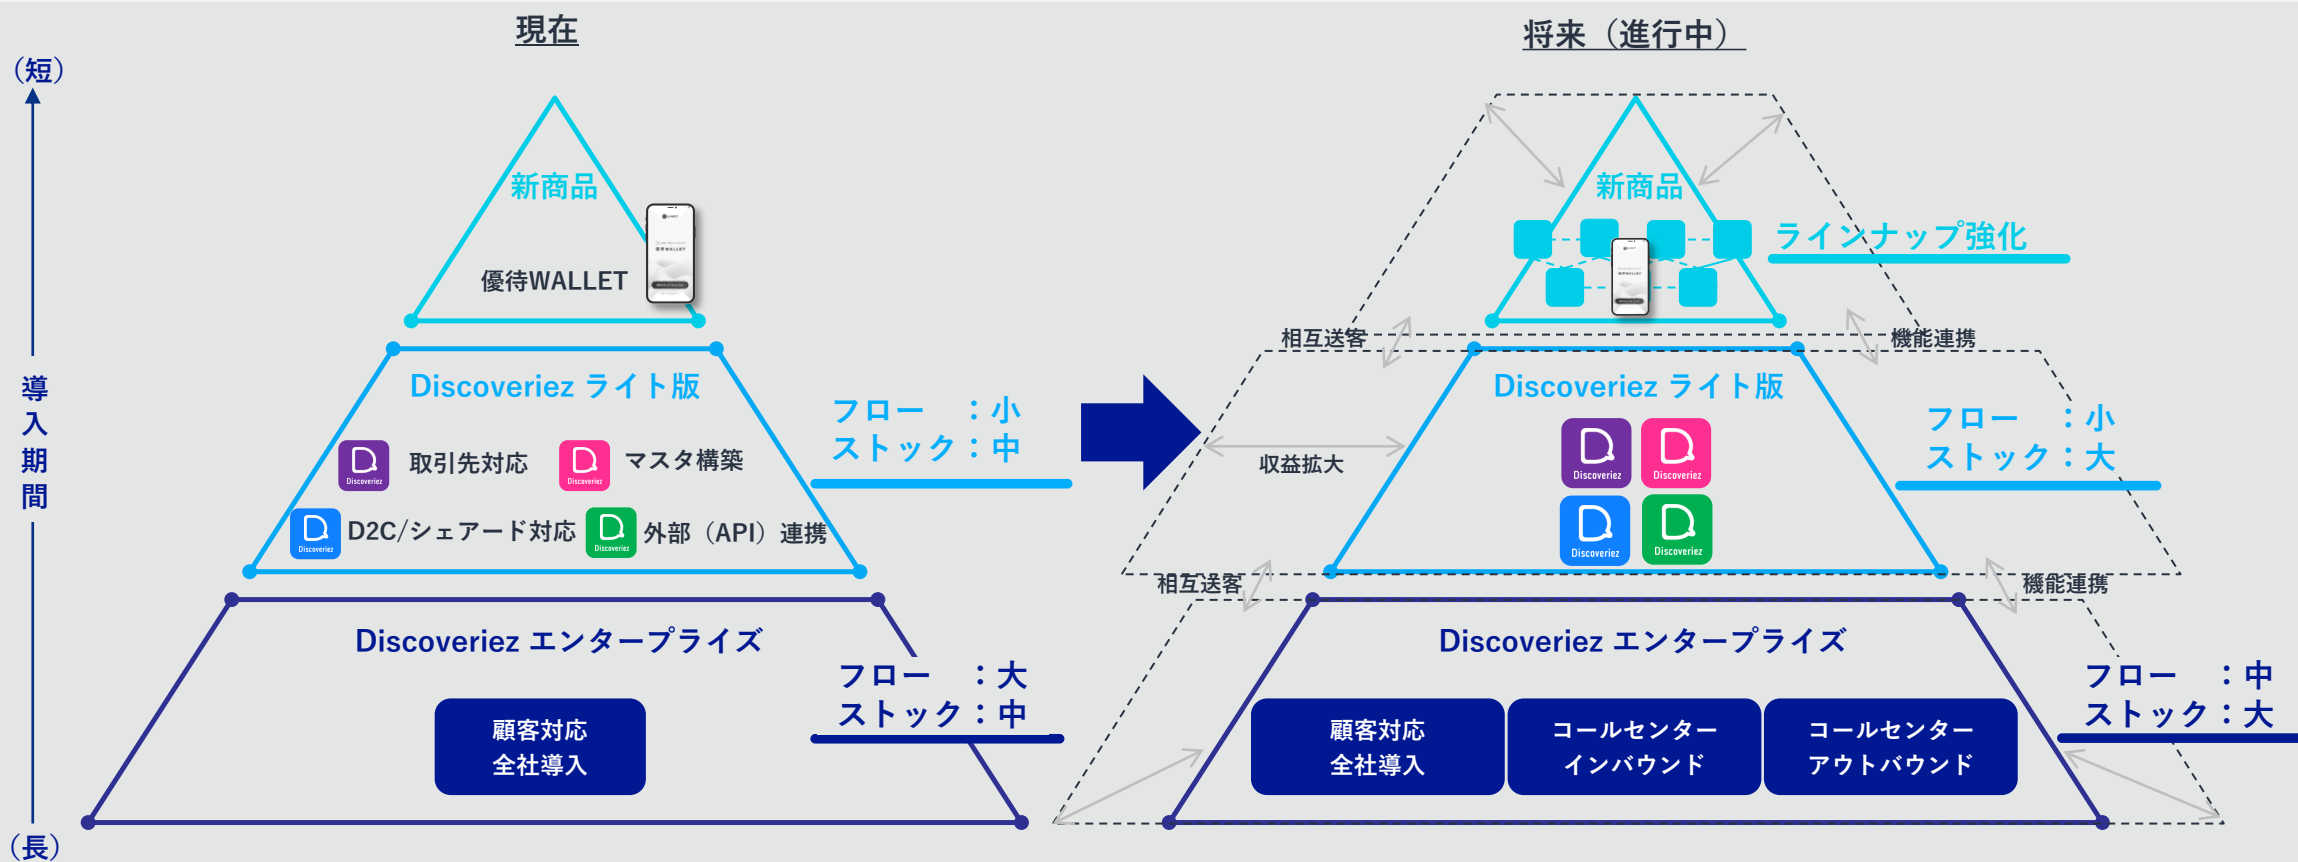 現在
(短)
導入期間
(長)
新商品
優待WALLET
Discoveriez ライト版
Discoveriez
取引先対応
Discoveriez
マスタ構築
Discoveriez
D2C/シェアード対応
Discoveriez
外部（API）連携
フロー　：小
ストック：中
Discoveriez エンタープライズ
顧客対応
全社導入
フロー　：大
ストック：中
将来（進行中）
新商品
ラインナップ強化
相互送客
機能連携
Discoveriez ライト版
Discoveriez
Discoveriez
Discoveriez
Discoveriez
収益拡大
フロー　：小
ストック：大
相互送客
機能連携
Discoveriez エンタープライズ
顧客対応
全社導入
コールセンター
インバウンド
コールセンター
アウトバウンド
フロー　：中
ストック：大